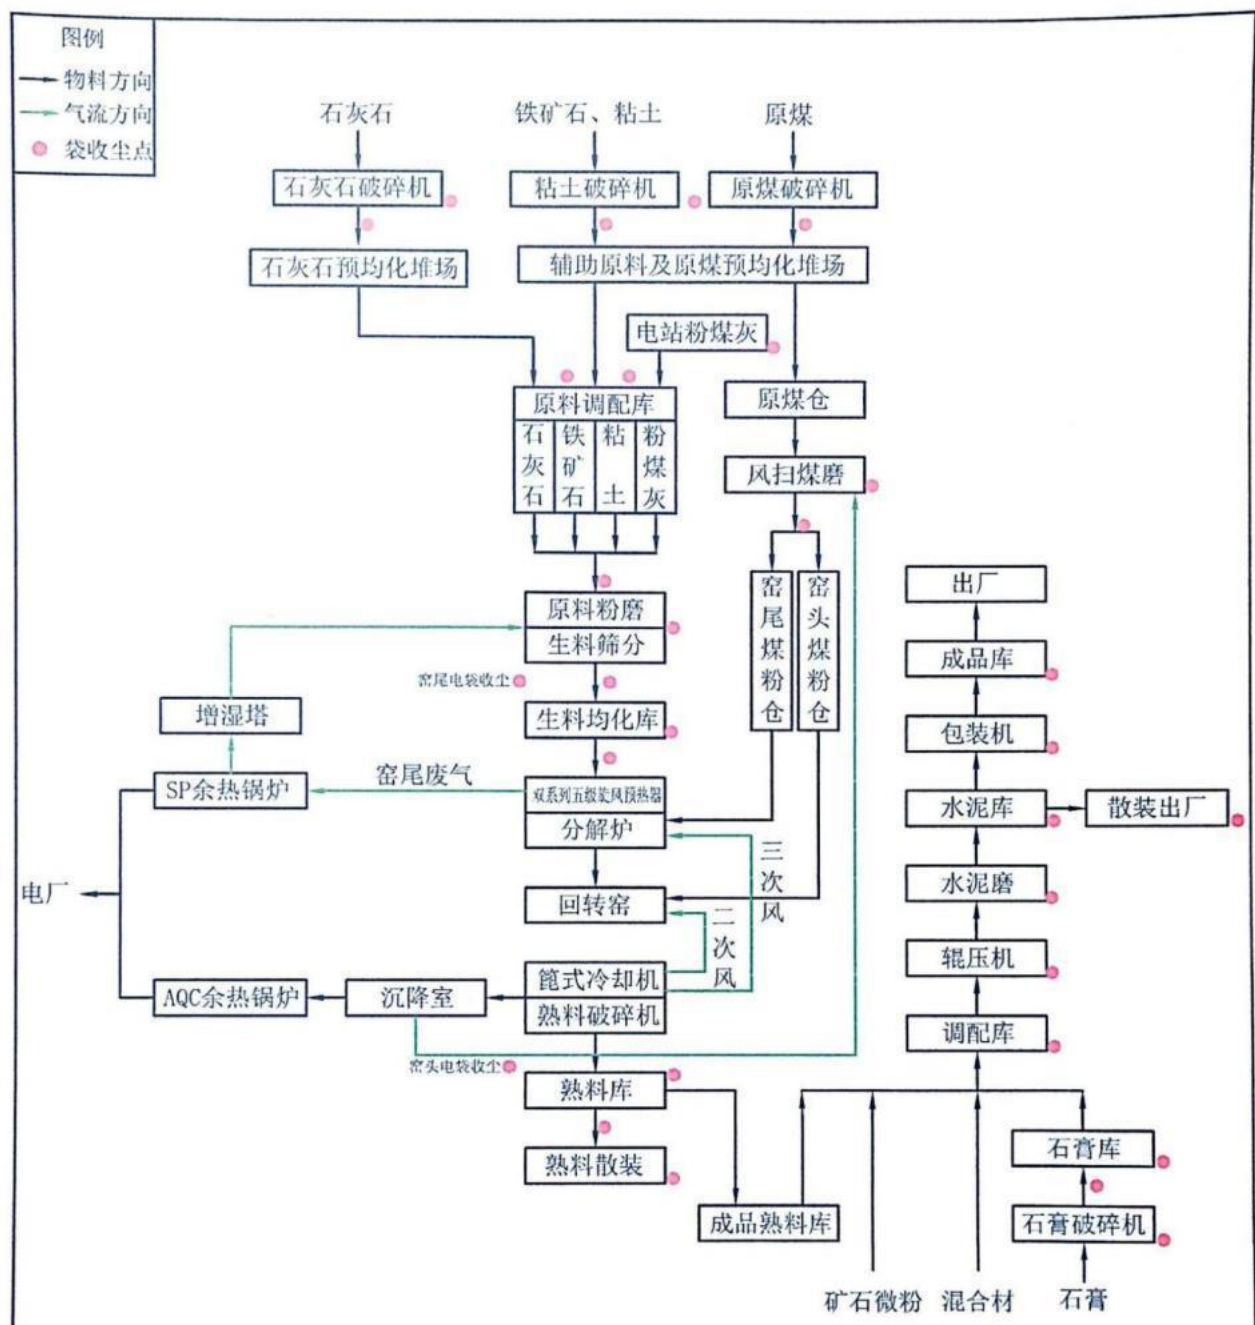 图例
物料方向
气流方向
袋收尘点
石灰石
铁矿石、粘土
原煤
石灰石破碎机
粘土破碎机
原煤破碎机
石灰石预均化堆场
辅助原料及原煤预均化堆场
电站粉煤灰
原料调配库
石灰石
铁矿石
粘土
粉煤灰
原煤仓
风扫煤磨
窑尾煤粉仓
窑头煤粉仓
原料粉磨
生料筛分
窑尾电袋收尘
生料均化库
增湿塔
SP余热锅炉
窑尾废气
双系列五级旋风预热器
分解炉
三次风
回转窑
二次风
电厂
AQC余热锅炉
沉降室
篦式冷却机
熟料破碎机
窑头电袋收尘
熟料库
熟料散装
成品熟料库
出厂
成品库
包装机
水泥库
散装出厂
水泥磨
辊压机
调配库
石膏库
石膏破碎机
矿石微粉
混合材
石膏